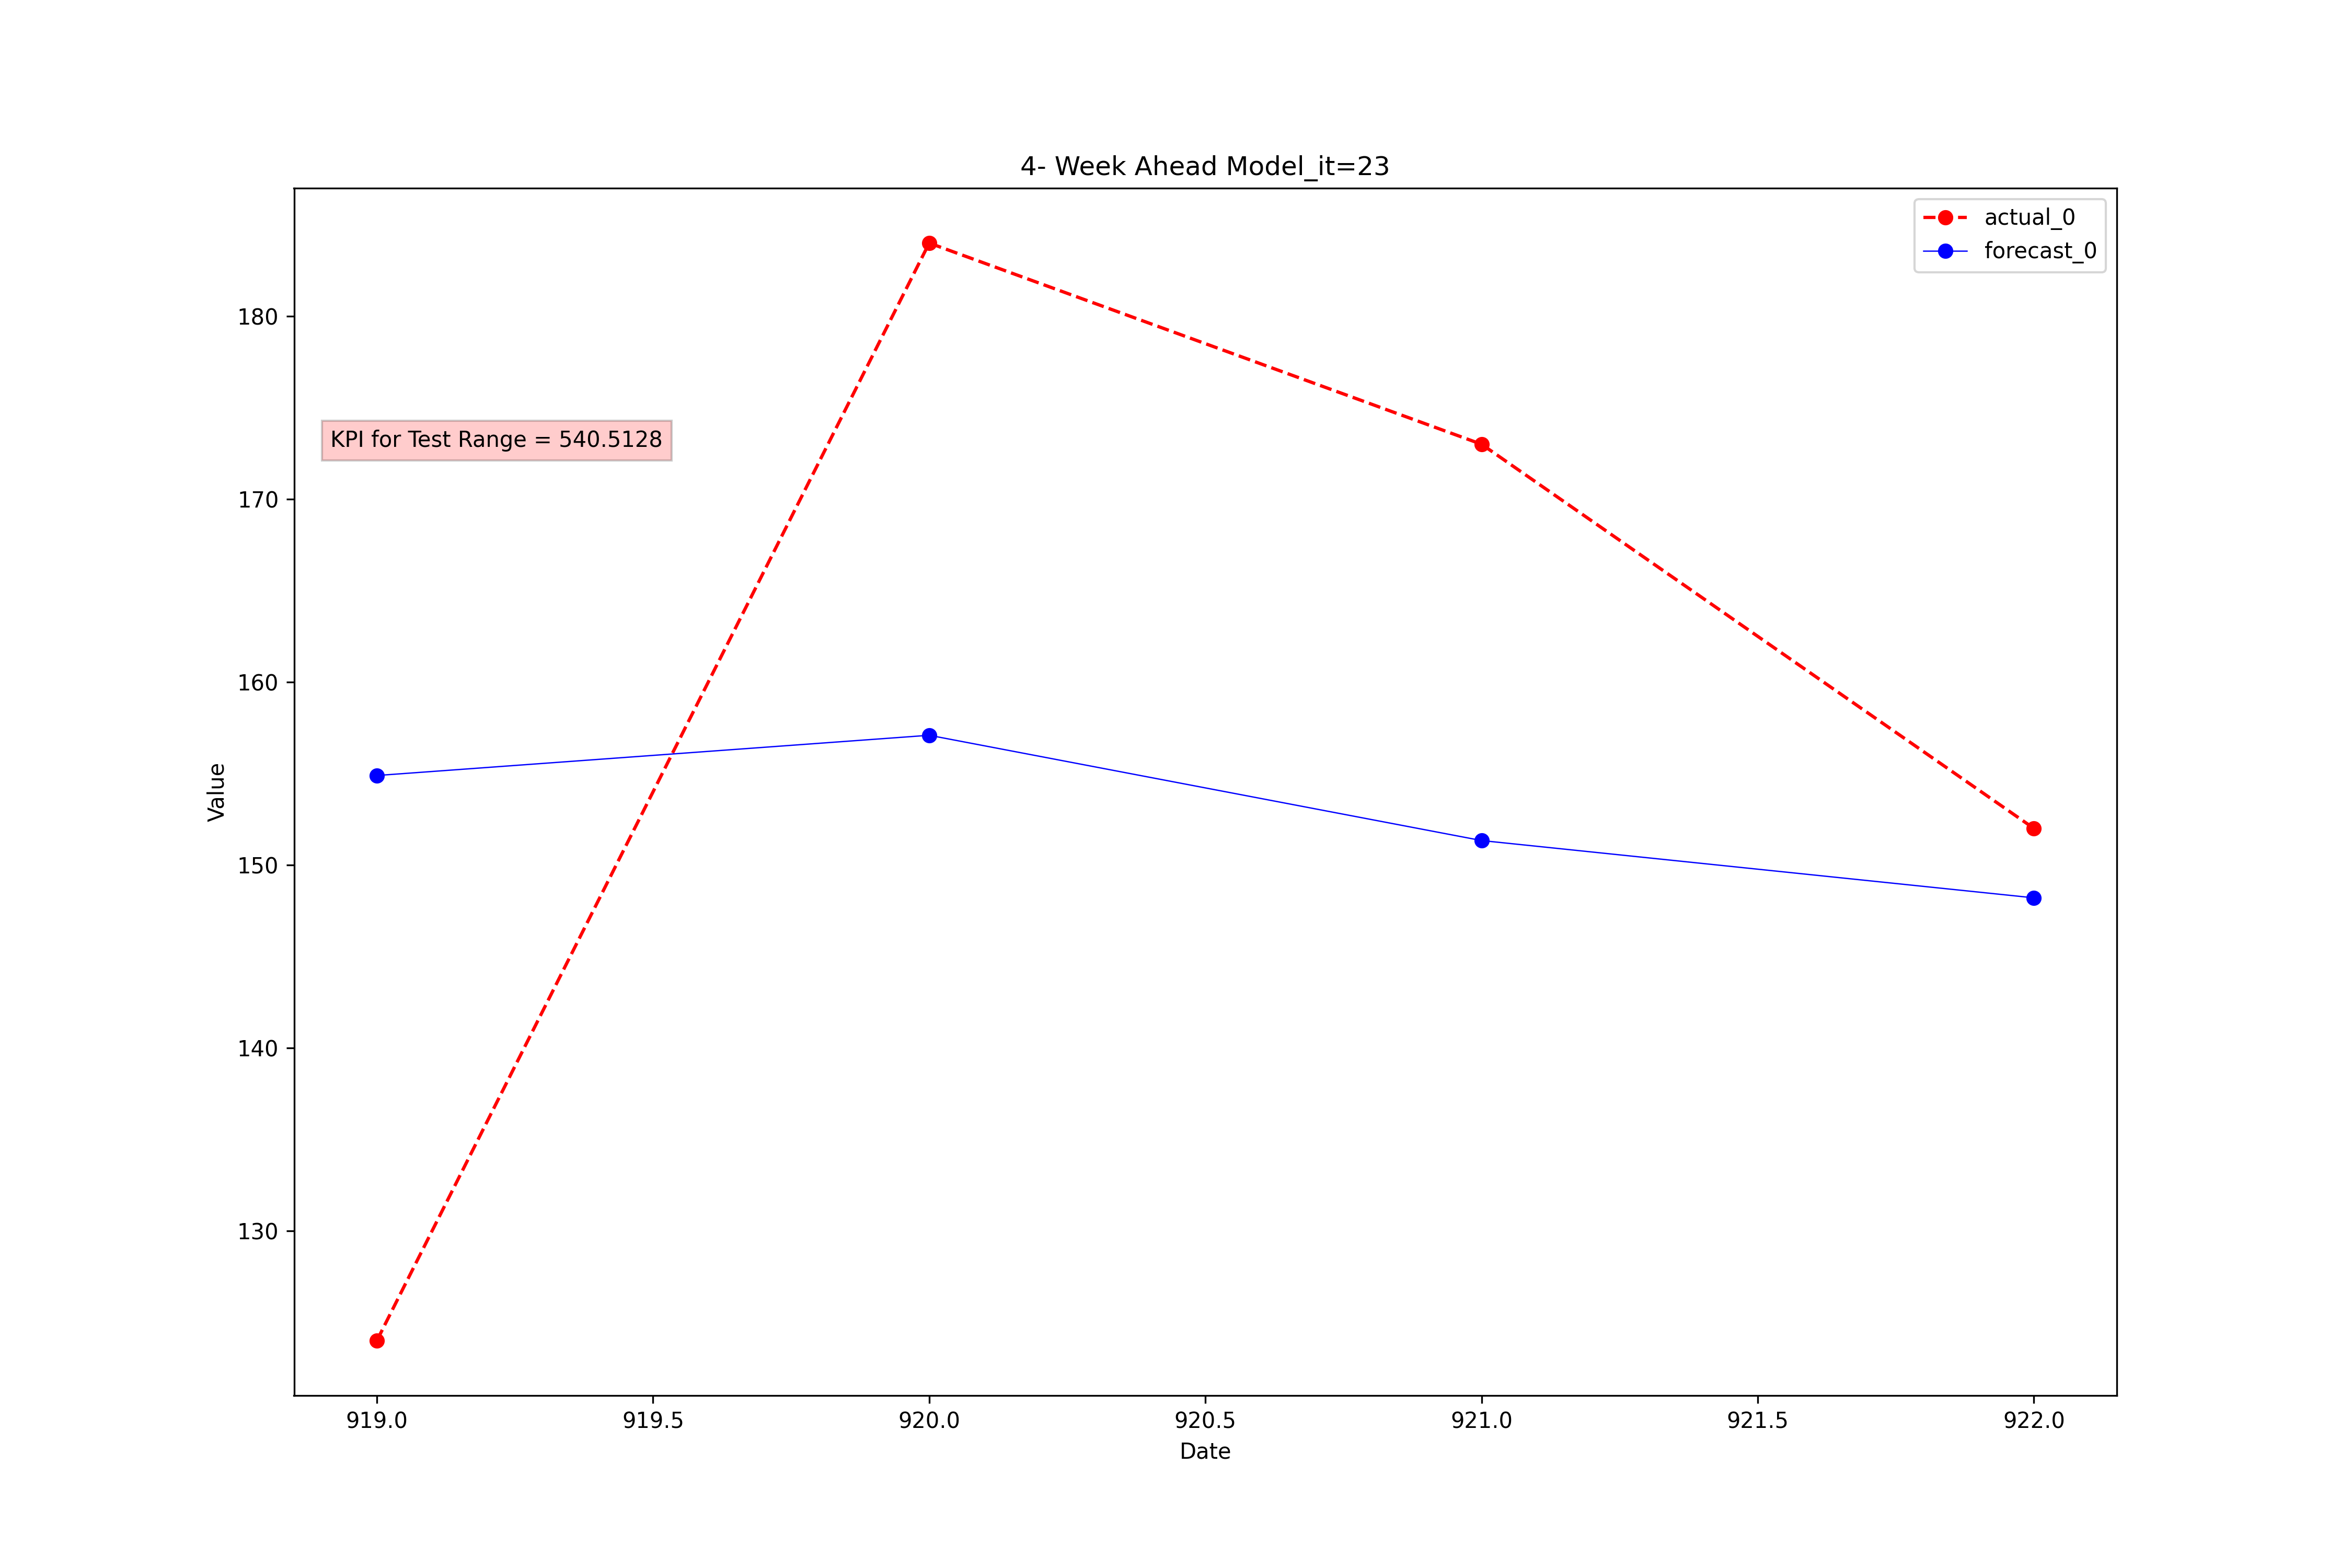 4- Week Ahead Model_it=23
actual_0
forecast_0
KPI for Test Range = 540.5128
Value
180
170
160
150
140
130
919.0 919.5 920.0 920.5 921.0 921.5 922.0
Date